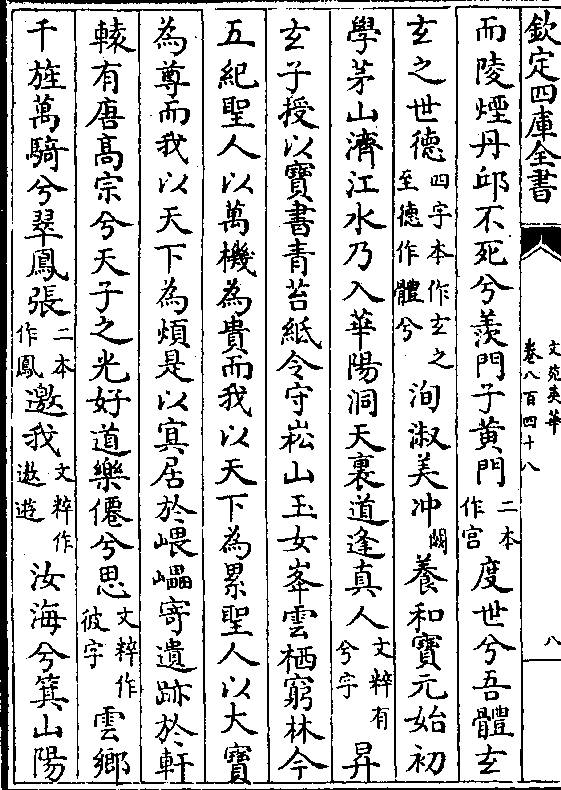 欽定四庫全書
文苑英華
卷八百四十八
八
而陵煙丹邱不死兮羨門子黄門二本作宫度世兮吾體玄
玄之世德四字本作玄之至德作體兮洵淑美冲闕養和寶元始初
學茅山濟江水乃入華陽洞天裏道逢真人文粹有兮字昇
玄子授以寶書青苔紙令守崧山玉女峯雲栖窮林今
五紀聖人以萬機為貴而我以天下為累聖人以大寶
為尊而我以天下為煩是以寘居於嵔㠥寄遺跡於軒
轅有唐髙宗兮天子之光好道樂僊兮思文粹作彼字雲鄉
千旌萬騎兮翠鳳張二本作鳳邀我文粹作遨遊汝海兮箕山陽